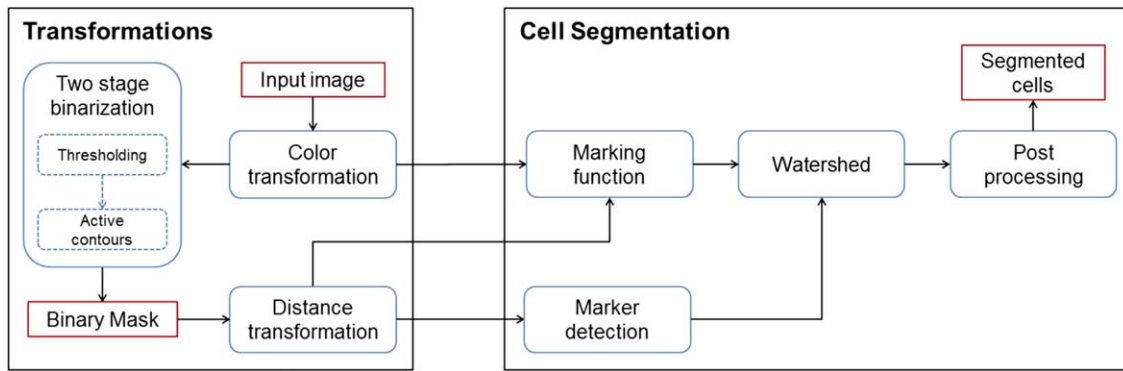 Transformations
Two stage
binarization
Thresholding
Active
contours
Binary Mask
Input image
Color
transformation
Distance
transformation
Cell Segmentation
Marking
function
Marker
detection
Watershed
Segmented
cells
Post
processing